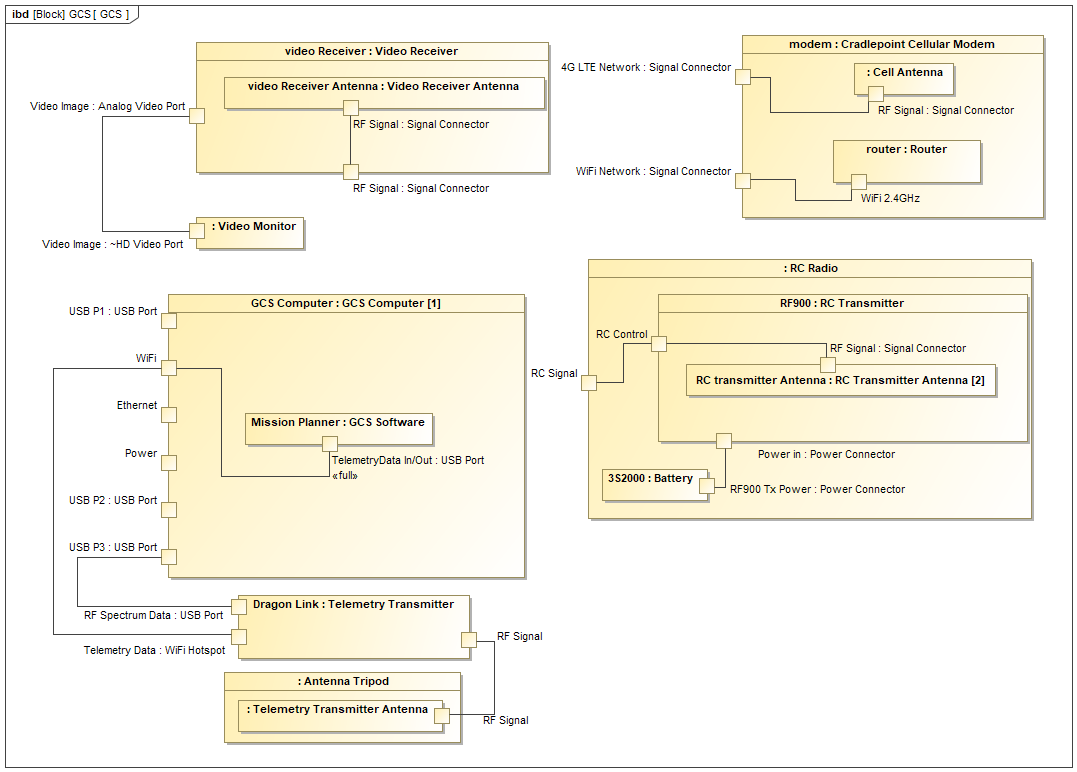 ibd [Block] GCS [ GCS ]
video Receiver : Video Receiver
video Receiver Antenna : Video Receiver Antenna
Video Image : Analog Video Port
RF Signal : Signal Connector
RF Signal : Signal Connector
: Video Monitor
Video Image : ~HD Video Port
modem : Cradlepoint Cellular Modem
4G LTE Network : Signal Connector
: Cell Antenna
RF Signal : Signal Connector
router : Router
WiFi Network : Signal Connector
WiFi 2.4GHz
GCS Computer : GCS Computer [1]
USB P1 : USB Port
WiFi
Ethernet
Mission Planner : GCS Software
Power
TelemetryData In/Out : USB Port
«full»
USB P2 : USB Port
USB P3 : USB Port
: RC Radio
RF900 : RC Transmitter
RC Control
RF Signal : Signal Connector
RC Signal
RC transmitter Antenna : RC Transmitter Antenna [2]
Power in : Power Connector
3S2000 : Battery
RF900 Tx Power : Power Connector
Dragon Link : Telemetry Transmitter
RF Spectrum Data : USB Port
RF Signal
Telemetry Data : WiFi Hotspot
: Antenna Tripod
: Telemetry Transmitter Antenna
RF Signal